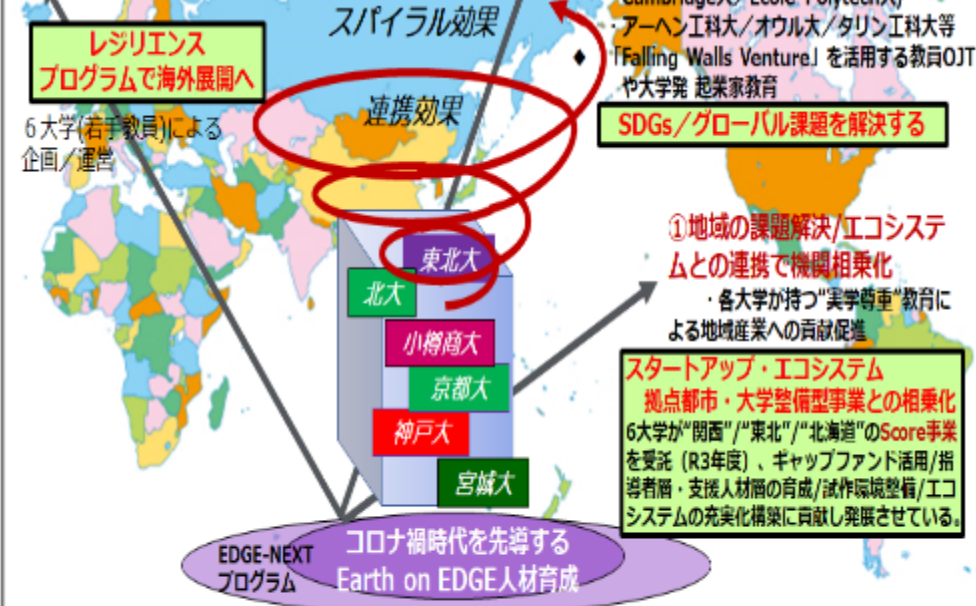 スパイラル効果
レジリエンス
プログラムで海外展開へ
6大学(若手教員)による
企画／運営
連携効果
・アーヘン工科大／オウル大／タリン工科大等
◆「Falling Walls Venture」を活用する教員OJT
や大学発 起業家教育
SDGs／グローバル課題を解決する
東北大
北大
小樽商大
京都大
神戸大
宮城大
①地域の課題解決/エコシステ
ムとの連携で機関相乗化
・各大学が持つ“実学尊重”教育に
よる地域産業への貢献促進
スタートアップ・エコシステム
拠点都市・大学整備型事業との相乗化
6大学が“関西”/“東北”/“北海道”のScore事業
を受託（R3年度）、ギャップファンド活用/指
導者層・支援人材層の育成/試作環境整備/エコ
システムの充実化構築に貢献し発展させている。
EDGE-NEXT
プログラム
コロナ禍時代を先導する
Earth on EDGE人材育成